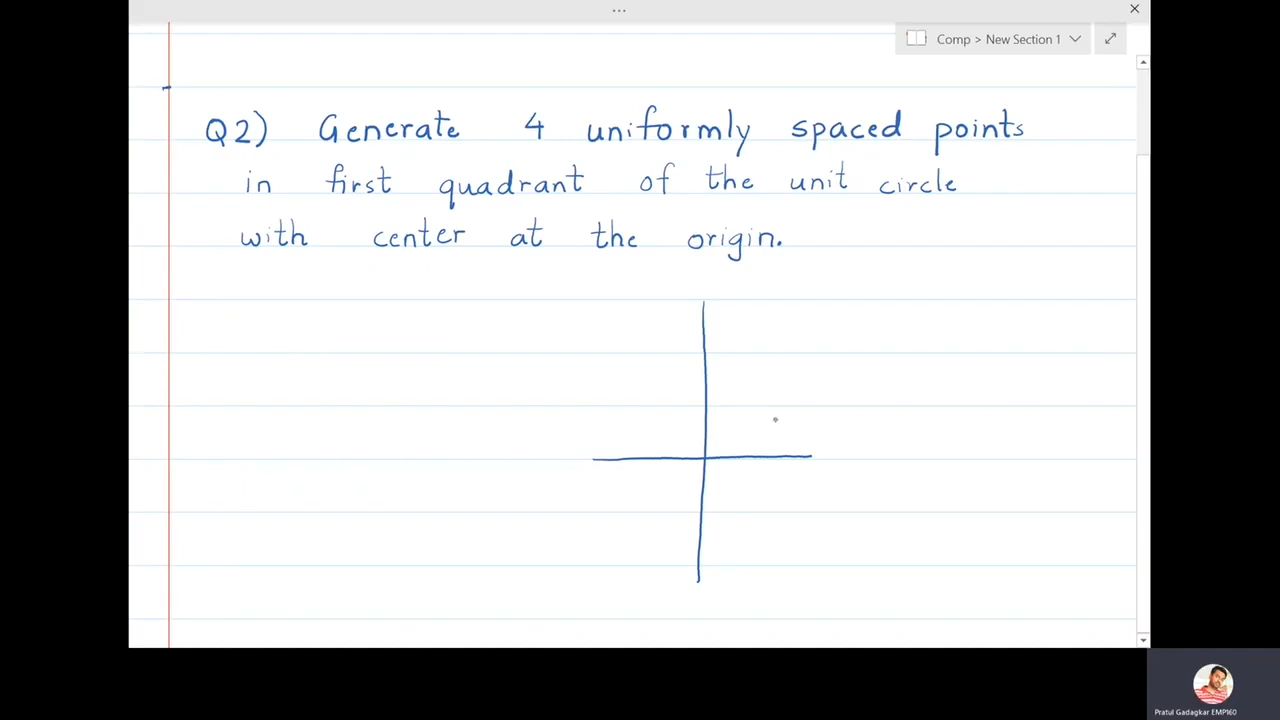 Comp > New Section 1
Q2) Generate 4 uniformly spaced points
in first quadrant of the unit circle
with center at the origin.
Pratul Gadagkar EMP160